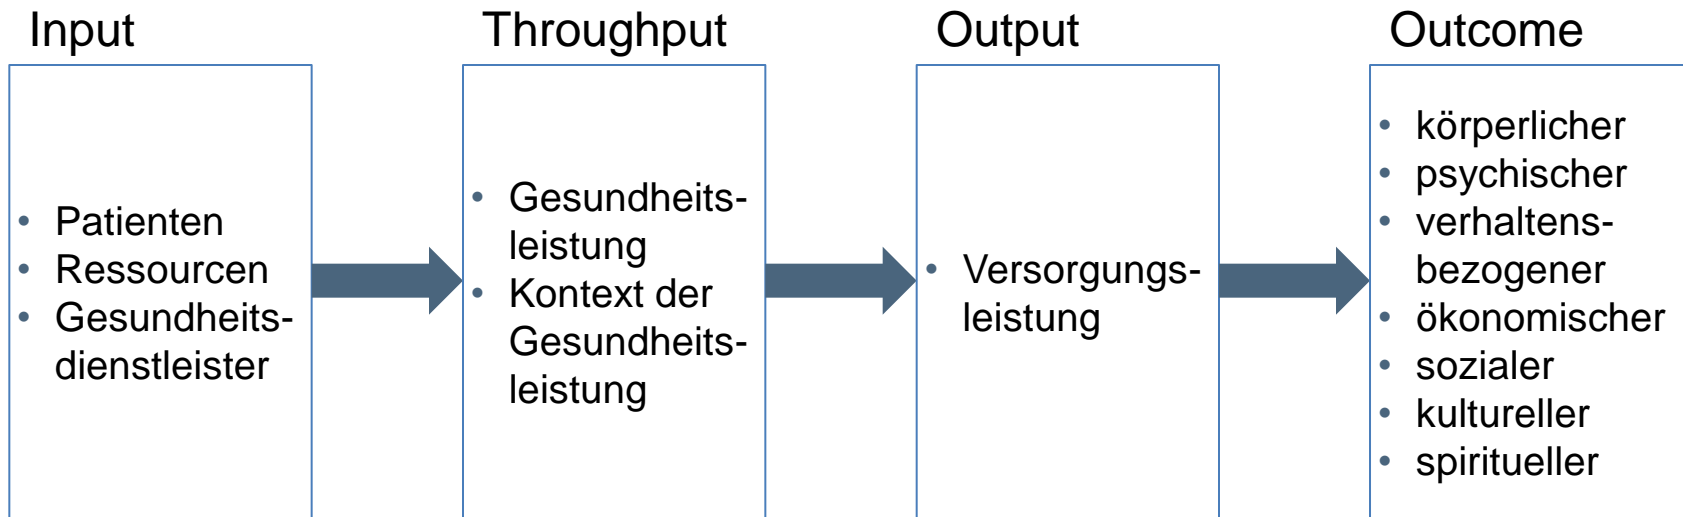 Input
Throughput
Output
Outcome
• Patienten
• Ressourcen
• Gesundheits-
dienstleister
• Gesundheits-
leistung
• Kontext der
Gesundheits-
leistung
• Versorgungs-
leistung
• körperlicher
• psychischer
• verhaltens-
bezogener
• ökonomischer
• sozialer
• kultureller
• spiritueller